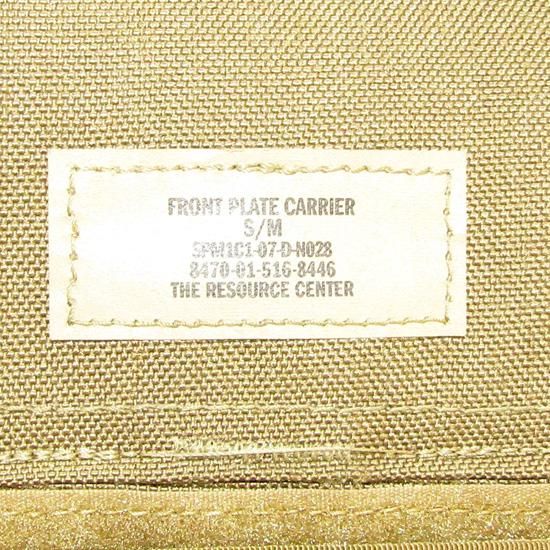 FRONT PLATE CARRIER
S/M
SPM1C1-07-D-N028
8470-01-516-8446
THE RESOURCE CENTER